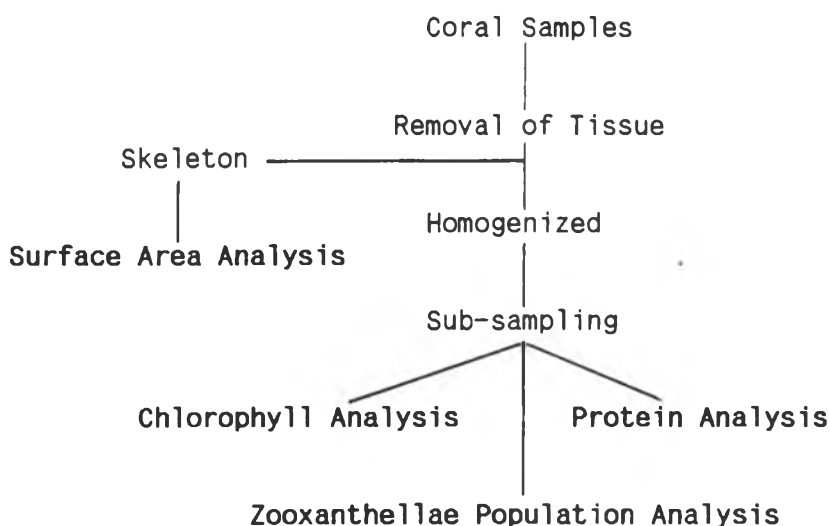 Coral Samples
Removal of Tissue
Skeleton
Homogenized
Surface Area Analysis
Sub-sampling
Chlorophyll Analysis
Protein Analysis
Zooxanthellae Population Analysis